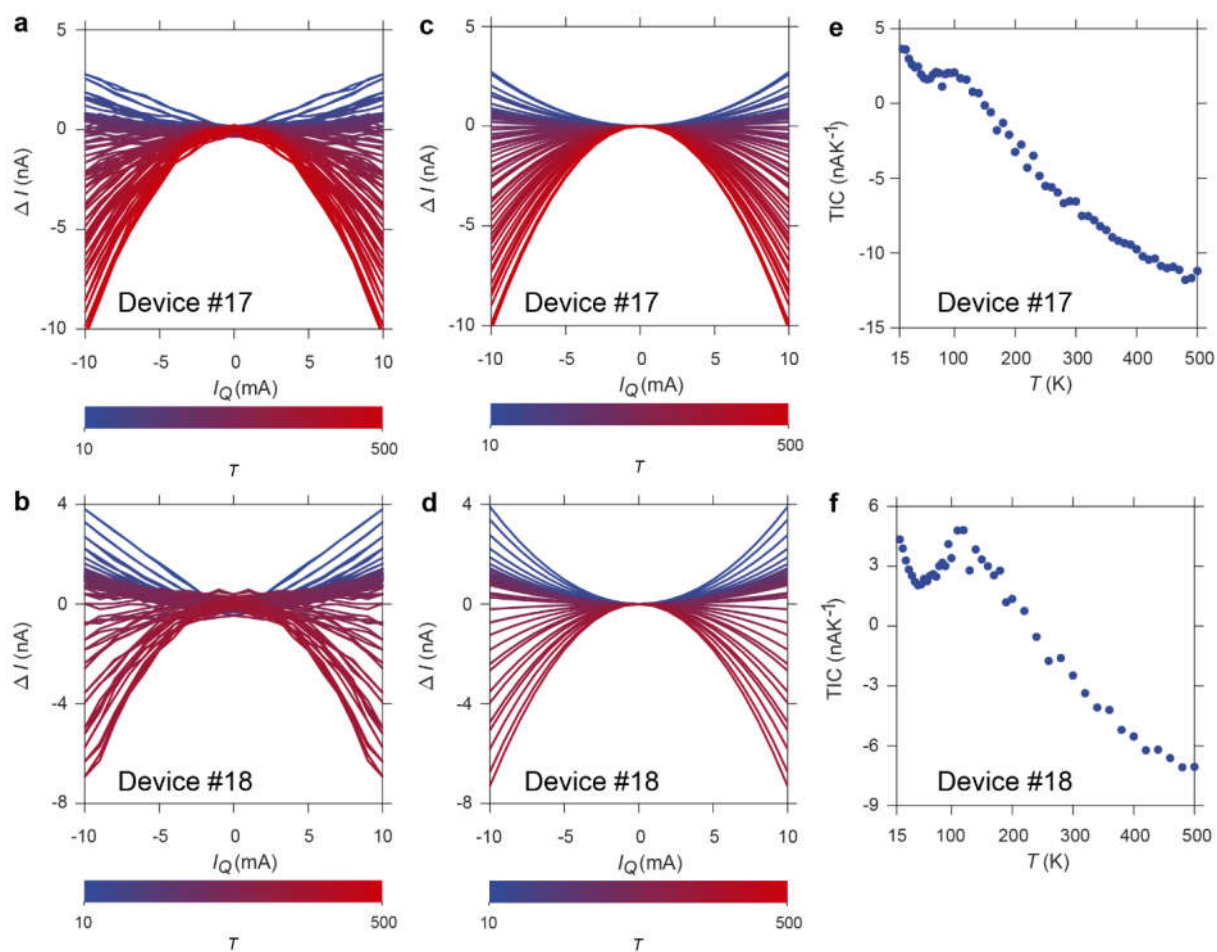 a
5
0
-5
-10
Δ I (nA)
Device #17
-10 -5 0 5 10
I_Q (mA)
10 500
T
c
5
0
-5
-10
Δ I (nA)
Device #17
-10 -5 0 5 10
I_Q (mA)
10 500
T
e
5
0
-5
-10
-15
TIC (nAK⁻¹)
Device #17
15 100 200 300 400 500
T (K)
b
4
0
-4
-8
Δ I (nA)
Device #18
-10 -5 0 5 10
I_Q (mA)
10 500
T
d
4
0
-4
-8
Δ I (nA)
Device #18
-10 -5 0 5 10
I_Q (mA)
10 500
T
f
6
3
0
-3
-6
-9
TIC (nAK⁻¹)
Device #18
15 100 200 300 400 500
T (K)